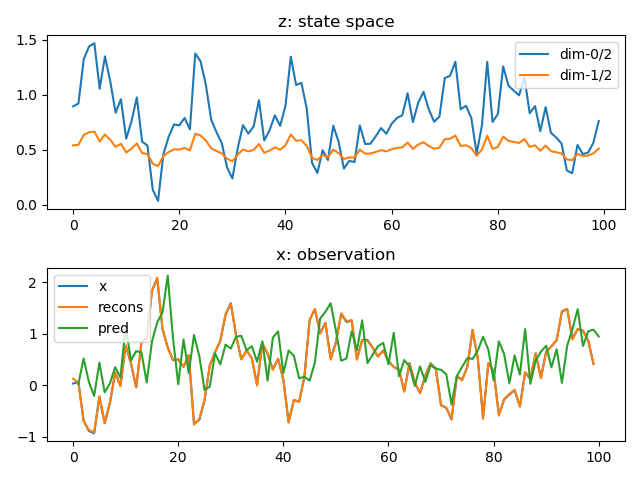 z: state space
1.5
1.0
0.5
0.0
dim-0/2
dim-1/2
0 20 40 60 80 100
x: observation
2
1
0
−1
x
recons
pred
0 20 40 60 80 100